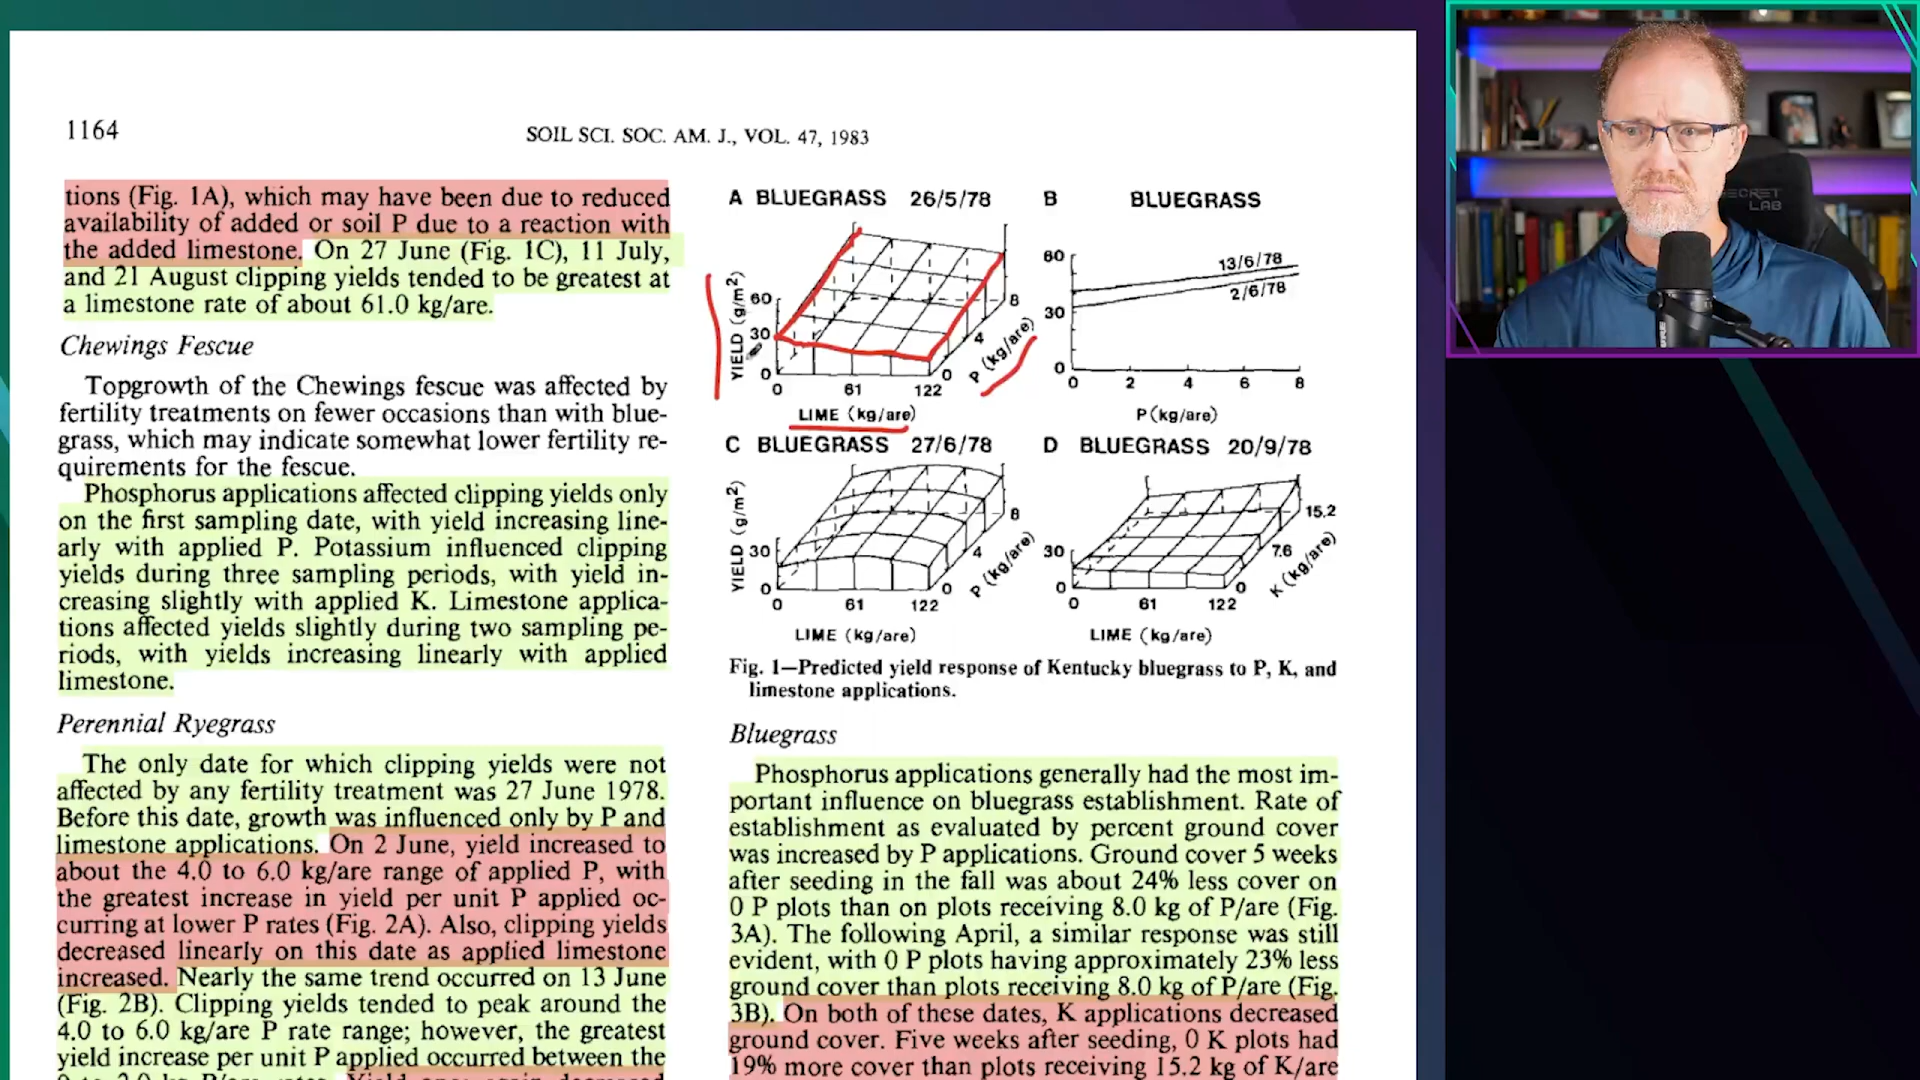 1164
SOIL SCI. SOC. AM. J., VOL. 47, 1983
tions (Fig. 1A), which may have been due to reduced
availability of added or soil P due to a reaction with
the added limestone. On 27 June (Fig. 1C), 11 July,
and 21 August clipping yields tended to be greatest at
a limestone rate of about 61.0 kg/are.
Chewings Fescue
Topgrowth of the Chewings fescue was affected by
fertility treatments on fewer occasions than with blue-
grass, which may indicate somewhat lower fertility re-
quirements for the fescue.
Phosphorus applications affected clipping yields only
on the first sampling date, with yield increasing line-
arly with applied P. Potassium influenced clipping
yields during three sampling periods, with yield in-
creasing slightly with applied K. Limestone applica-
tions affected yields slightly during two sampling pe-
riods, with yields increasing linearly with applied
limestone.
Perennial Ryegrass
The only date for which clipping yields were not
affected by any fertility treatment was 27 June 1978.
Before this date, growth was influenced only by P and
limestone applications. On 2 June, yield increased to
about the 4.0 to 6.0 kg/are range of applied P, with
the greatest increase in yield per unit P applied oc-
curring at lower P rates (Fig. 2A). Also, clipping yields
decreased linearly on this date as applied limestone
increased. Nearly the same trend occurred on 13 June
(Fig. 2B). Clipping yields tended to peak around the
4.0 to 6.0 kg/are P rate range; however, the greatest
yield increase per unit P applied occurred between the
A BLUEGRASS 26/5/78
YIELD (g/m²)
60
30
0
0 61 122
LIME (kg/are)
0
4
8
P (kg/are)
B BLUEGRASS
60
30
0
13/6/78
2/6/78
0 2 4 6 8
P(kg/are)
C BLUEGRASS 27/6/78
YIELD (g/m²)
30
0
0 61 122
LIME (kg/are)
0
4
8
P (kg/are)
D BLUEGRASS 20/9/78
30
0
0 61 122
LIME (kg/are)
0
7.6
15.2
K (kg/are)
Fig. 1—Predicted yield response of Kentucky bluegrass to P, K, and
limestone applications.
Bluegrass
Phosphorus applications generally had the most im-
portant influence on bluegrass establishment. Rate of
establishment as evaluated by percent ground cover
was increased by P applications. Ground cover 5 weeks
after seeding in the fall was about 24% less cover on
0 P plots than on plots receiving 8.0 kg of P/are (Fig.
3A). The following April, a similar response was still
evident, with 0 P plots having approximately 23% less
ground cover than plots receiving 8.0 kg of P/are (Fig.
3B). On both of these dates, K applications decreased
ground cover. Five weeks after seeding, 0 K plots had
19% more cover than plots receiving 15.2 kg of K/are
SECRET
LAB